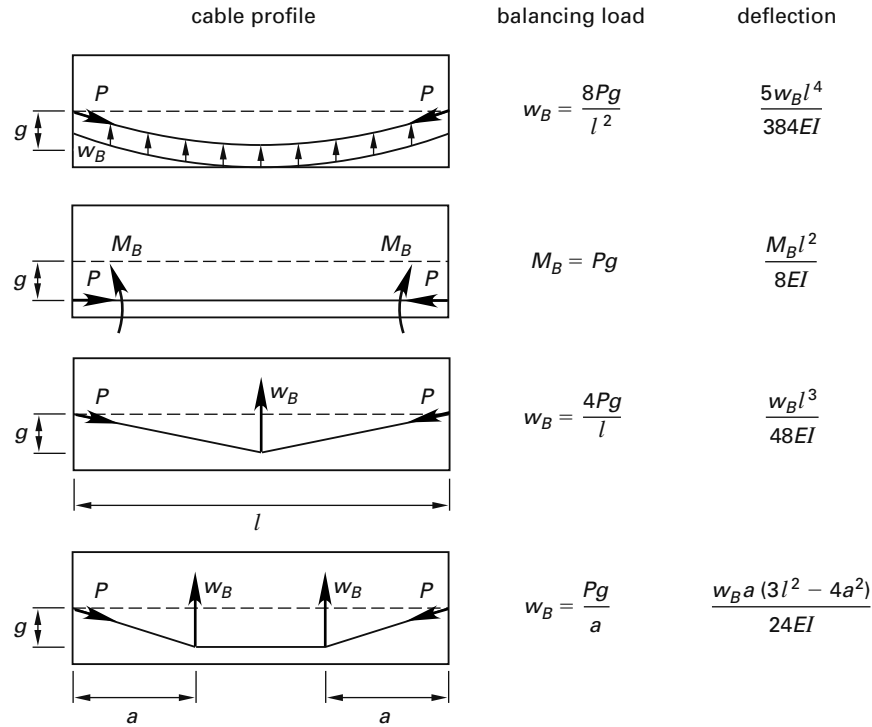 cable profile balancing load deflection
P P
g
w_B
w_B = 8Pg / l^2
5w_B l^4 / 384EI
M_B M_B
g P P
M_B = Pg
M_B l^2 / 8EI
P w_B P
g
w_B = 4Pg / l
w_B l^3 / 48EI
l
P w_B w_B P
g
w_B = Pg / a
w_B a (3l^2 − 4a^2) / 24EI
a a